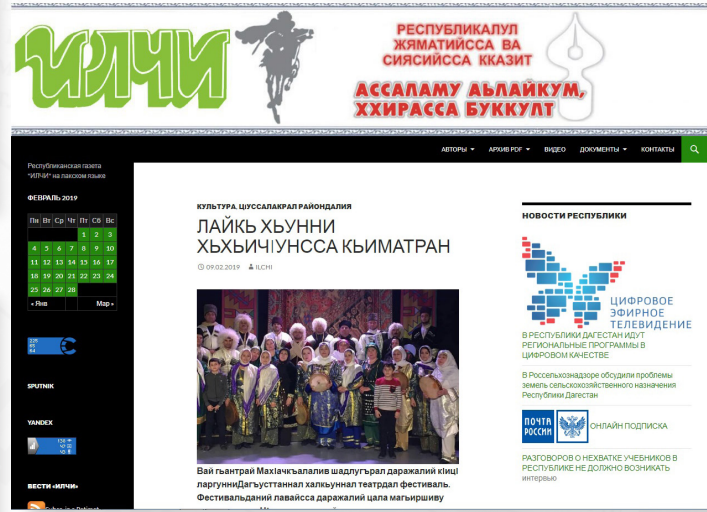 ИЛЧИ
РЕСПУБЛИКАЛУЛ
ЖЯМАТИЙССА ВА
СИЯСИЙССА ККАЗИТ
АССАЛАМУ АЬЛАЙКУМ,
ХХИРАССА БУККУЛТ
АВТОРЫ АРХИВ PDF ВИДЕО ДОКУМЕНТЫ КОНТАКТЫ
Республиканская газета
"ИЛЧИ" на лакском языке
ФЕВРАЛЬ 2019
Пн Вт Ср Чт Пт Сб Вс
1 2 3
4 5 6 7 8 9 10
11 12 13 14 15 16 17
18 19 20 21 22 23 24
25 26 27 28
« Янв Мар »
SPUTNIK
YANDEX
ВЕСТИ «ИЛЧИ»
КУЛЬТУРА, ЦІУССАЛАКРАЛ РАЙОНДАЛИЯ
ЛАЙКЬ ХЬУННИ
ХЬХЬИЧІУНССА КЬИМАТРАН
09.02.2019 ILCHI
Вай гьантрай МахІачкъалалив шадлугърал даражалий кІицІ
ларгунниДагъусттаннал халкьуннал театрдал фестиваль.
Фестивальданий лавайсса даражалий цала магьиршиву
НОВОСТИ РЕСПУБЛИКИ
ЦИФРОВОЕ
ЭФИРНОЕ
ТЕЛЕВИДЕНИЕ
В РЕСПУБЛИКИ ДАГЕСТАН ИДУТ
РЕГИОНАЛЬНЫЕ ПРОГРАММЫ В
ЦИФРОВОМ КАЧЕСТВЕ
В Россельхознадзоре обсудили проблемы
земель сельскохозяйственного назначения
Республики Дагестан
ПОЧТА
РОССИИ
ОНЛАЙН ПОДПИСКА
РАЗГОВОРОВ О НЕХВАТКЕ УЧЕБНИКОВ В
РЕСПУБЛИКЕ НЕ ДОЛЖНО ВОЗНИКАТЬ
интервью